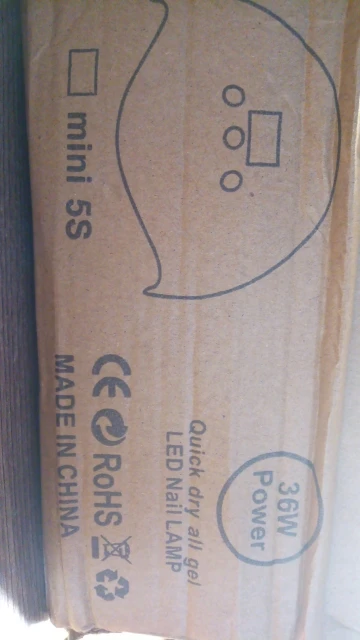 36W
Power
Quick dry all gel
LED Nail LAMP
mini 5S
CE RoHS
MADE IN CHINA